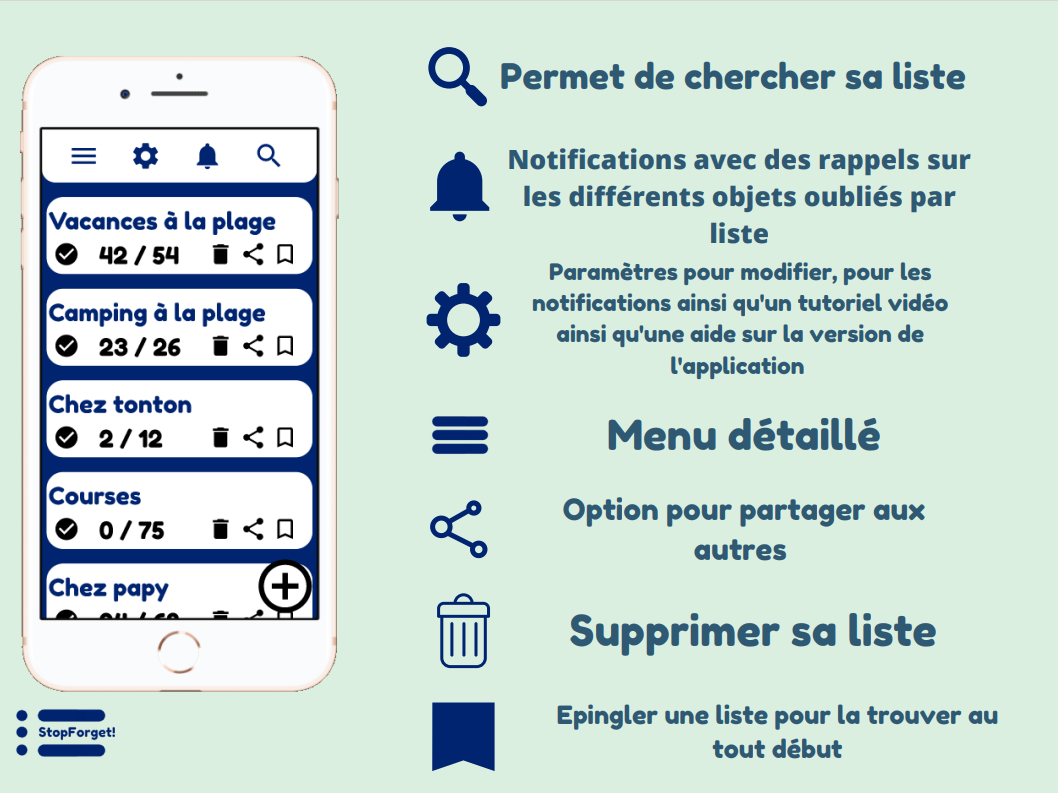 Vacances à la plage
42 / 54
Camping à la plage
23 / 26
Chez tonton
2 / 12
Courses
0 / 75
Chez papy
StopForget!
Permet de chercher sa liste
Notifications avec des rappels sur
les différents objets oubliés par
liste
Paramètres pour modifier, pour les
notifications ainsi qu'un tutoriel vidéo
ainsi qu'une aide sur la version de
l'application
Menu détaillé
Option pour partager aux
autres
Supprimer sa liste
Epingler une liste pour la trouver au
tout début